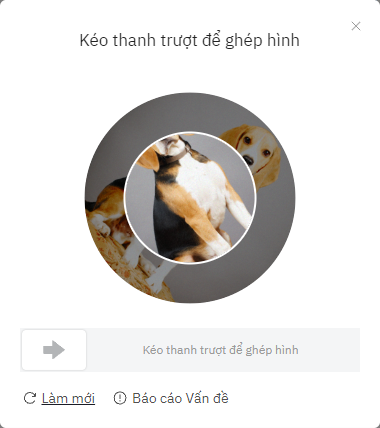 Kéo thanh trượt để ghép hình
Kéo thanh trượt để ghép hình
Làm mới
Báo cáo Vấn đề